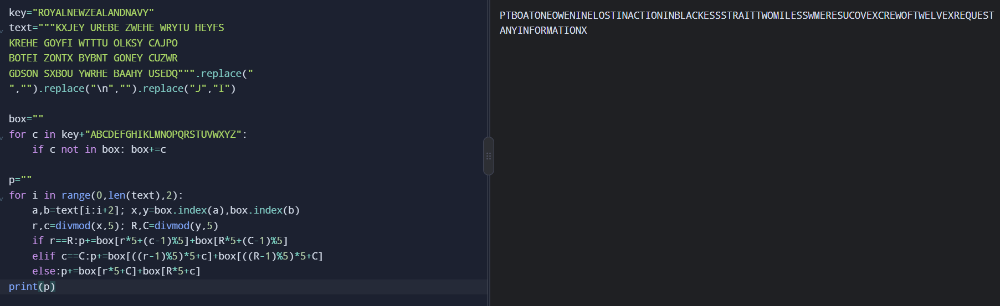 key="ROYALNEWZEALANDNAVY"
text="""KXJEY UREBE ZWEHE WRYTU HEYFS
KREHE GOYFI WTTTU OLKSY CAJPO
BOTEI ZONTX BYBNT GONEY CUZWR
GDSON SXBOU YWRHE BAAHY USEDQ""".replace("
","").replace("\n","").replace("J","I")
box=""
for c in key+"ABCDEFGHIKLMNOPQRSTUVWXYZ":
    if c not in box: box+=c
p=""
for i in range(0,len(text),2):
    a,b=text[i:i+2]; x,y=box.index(a),box.index(b)
    r,c=divmod(x,5); R,C=divmod(y,5)
    if r==R:p+=box[r*5+(c-1)%5]+box[R*5+(C-1)%5]
    elif c==C:p+=box[((r-1)%5)*5+c]+box[((R-1)%5)*5+C]
    else:p+=box[r*5+C]+box[R*5+c]
print(p)
PTBOATONEOWENINELOSTINACTIONINBLACKESSSTRAITTWOMILESSWMERESUCOVEXCREWOFTWELVEXREQUEST
ANYINFORMATIONX